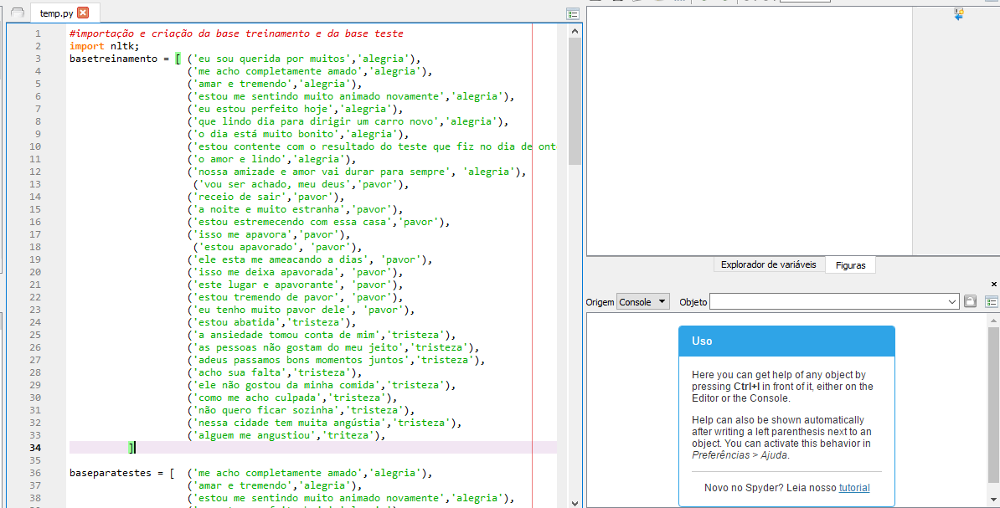 temp.py
1 #importação e criação da base treinamento e da base teste
2 import nltk;
3 basetreinamento = [ ('eu sou querida por muitos','alegria'),
4 ('me acho completamente amado','alegria'),
5 ('amar e tremendo','alegria'),
6 ('estou me sentindo muito animado novamente','alegria'),
7 ('eu estou perfeito hoje','alegria'),
8 ('que lindo dia para dirigir um carro novo','alegria'),
9 ('o dia está muito bonito','alegria'),
10 ('estou contente com o resultado do teste que fiz no dia de ont
11 ('o amor e lindo','alegria'),
12 ('nossa amizade e amor vai durar para sempre', 'alegria'),
13 ('vou ser achado, meu deus','pavor'),
14 ('receio de sair','pavor'),
15 ('a noite e muito estranha','pavor'),
16 ('estou estremecendo com essa casa','pavor'),
17 ('isso me apavora','pavor'),
18 ('estou apavorado', 'pavor'),
19 ('ele esta me ameacando a dias', 'pavor'),
20 ('isso me deixa apavorada', 'pavor'),
21 ('este lugar e apavorante', 'pavor'),
22 ('estou tremendo de pavor', 'pavor'),
23 ('eu tenho muito pavor dele', 'pavor'),
24 ('estou abatida','tristeza'),
25 ('a ansiedade tomou conta de mim','tristeza'),
26 ('as pessoas não gostam do meu jeito','tristeza'),
27 ('adeus passamos bons momentos juntos','tristeza'),
28 ('acho sua falta','tristeza'),
29 ('ele não gostou da minha comida','tristeza'),
30 ('como me acho culpada','tristeza'),
31 ('não quero ficar sozinha','tristeza'),
32 ('nessa cidade tem muita angústia','tristeza'),
33 ('alguem me angustiou','triteza'),
34 ]
35
36 baseparatestes = [ ('me acho completamente amado','alegria'),
37 ('amar e tremendo','alegria'),
38 ('estou me sentindo muito animado novamente','alegria'),
Explorador de variáveis Figuras
Origem Console Objeto
Uso
Here you can get help of any object by
pressing Ctrl+I in front of it, either on the
Editor or the Console.
Help can also be shown automatically
after writing a left parenthesis next to an
object. You can activate this behavior in
Preferências > Ajuda.
Novo no Spyder? Leia nosso tutorial